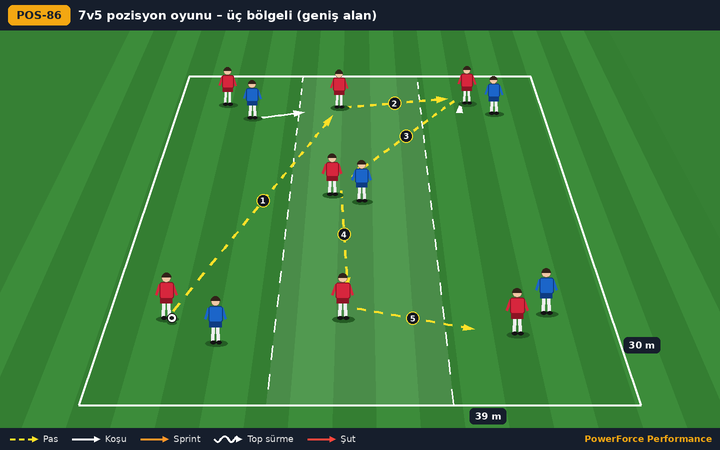 POS-86 7v5 pozisyon oyunu – üç bölgeli (geniş alan)
2
3
1
4
5
30 m
39 m
Pas Koşu Sprint Top sürme Şut PowerForce Performance